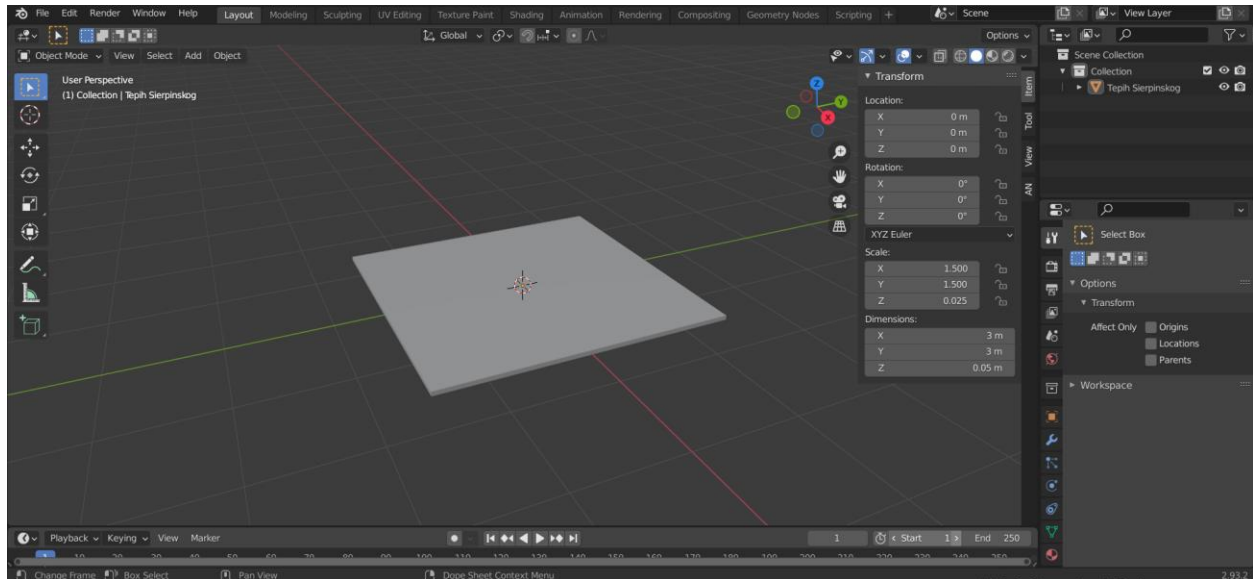 File Edit Render Window Help Layout Modeling Sculpting UV Editing Texture Paint Shading Animation Rendering Compositing Geometry Nodes Scripting + Scene View Layer
Global Options
Object Mode View Select Add Object
User Perspective
(1) Collection | Tepih Sierpinskog
Z
Y
X
Transform
Location:
X 0 m
Y 0 m
Z 0 m
Rotation:
X 0°
Y 0°
Z 0°
XYZ Euler
Scale:
X 1.500
Y 1.500
Z 0.025
Dimensions:
X 3 m
Y 3 m
Z 0.05 m
Item
Tool
View
AN
Scene Collection
Collection
Tepih Sierpinskog
Select Box
Options
Transform
Affect Only Origins
Locations
Parents
Workspace
Playback Keying View Marker 1 Start 1 End 250
Change Frame Box Select Pan View Dope Sheet Context Menu 2.93.2